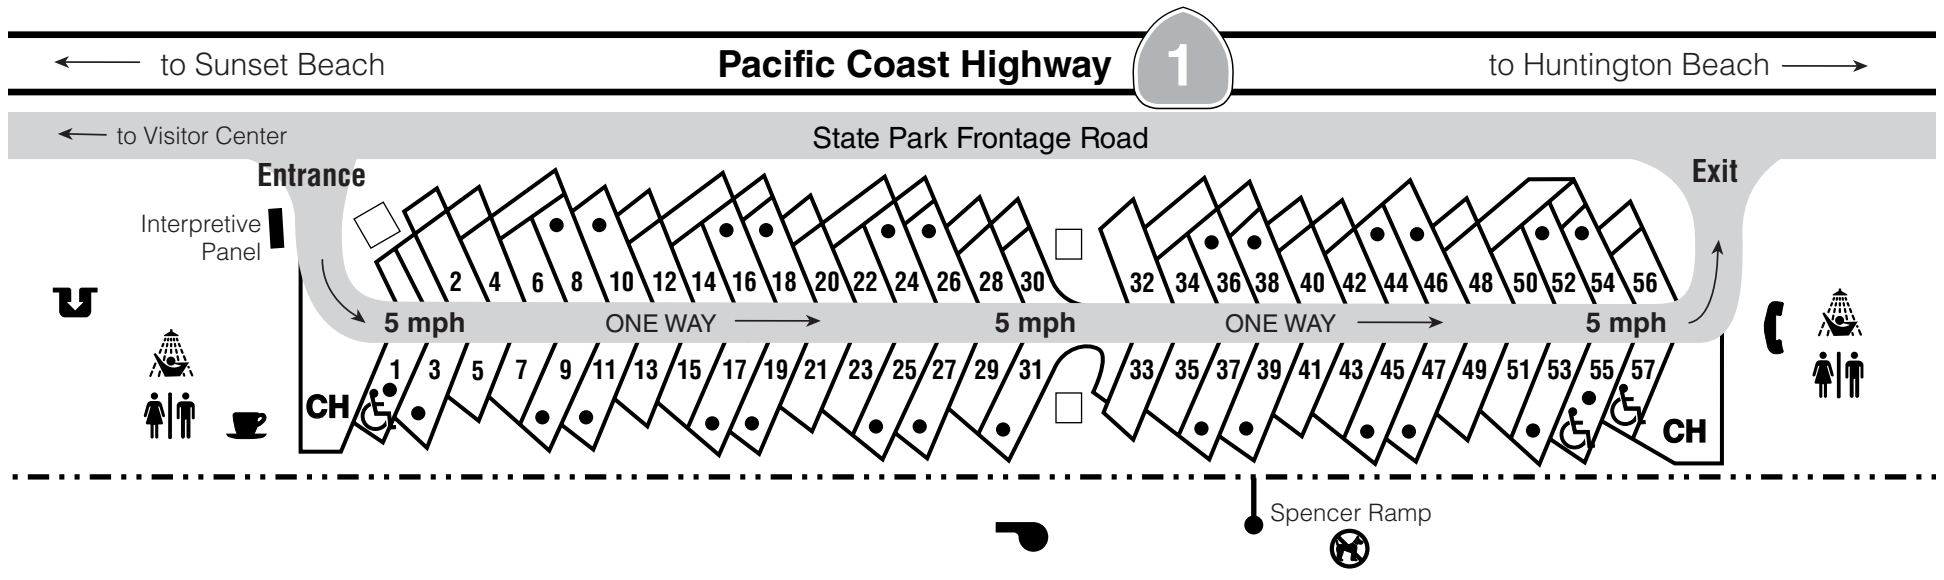 to Sunset Beach
Pacific Coast Highway
1
to Huntington Beach
to Visitor Center
State Park Frontage Road
Entrance
Exit
Interpretive
Panel
2 4 6 8 10 12 14 16 18 20 22 24 26 28 30 32 34 36 38 40 42 44 46 48 50 52 54 56
5 mph ONE WAY 5 mph ONE WAY 5 mph
1 3 5 7 9 11 13 15 17 19 21 23 25 27 29 31 33 35 37 39 41 43 45 47 49 51 53 55 57
CH
CH
Spencer Ramp